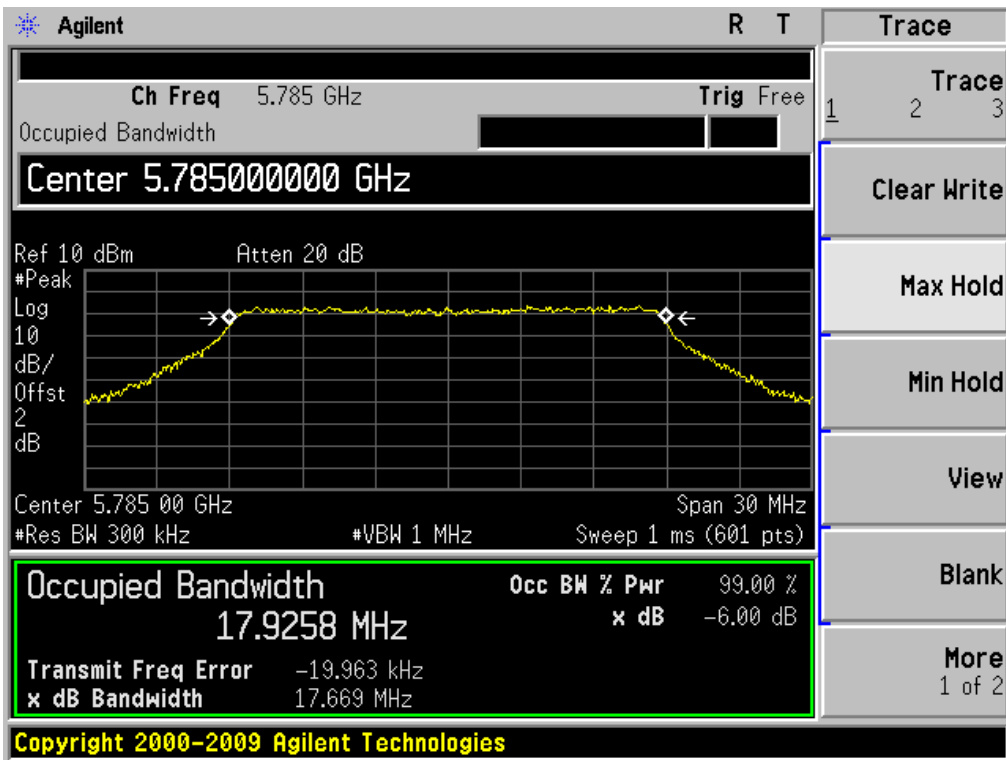 Agilent R T Trace
Ch Freq 5.785 GHz Trig Free
Occupied Bandwidth
Center 5.785000000 GHz
Ref 10 dBm Atten 20 dB
#Peak
Log
10
dB/
Offst
2
dB
Center 5.785 00 GHz Span 30 MHz
#Res BW 300 kHz #VBW 1 MHz Sweep 1 ms (601 pts)
Occupied Bandwidth Occ BW % Pwr 99.00 %
17.9258 MHz x dB -6.00 dB
Transmit Freq Error -19.963 kHz
x dB Bandwidth 17.669 MHz
Copyright 2000-2009 Agilent Technologies
Trace
1 2 3
Clear Write
Max Hold
Min Hold
View
Blank
More
1 of 2